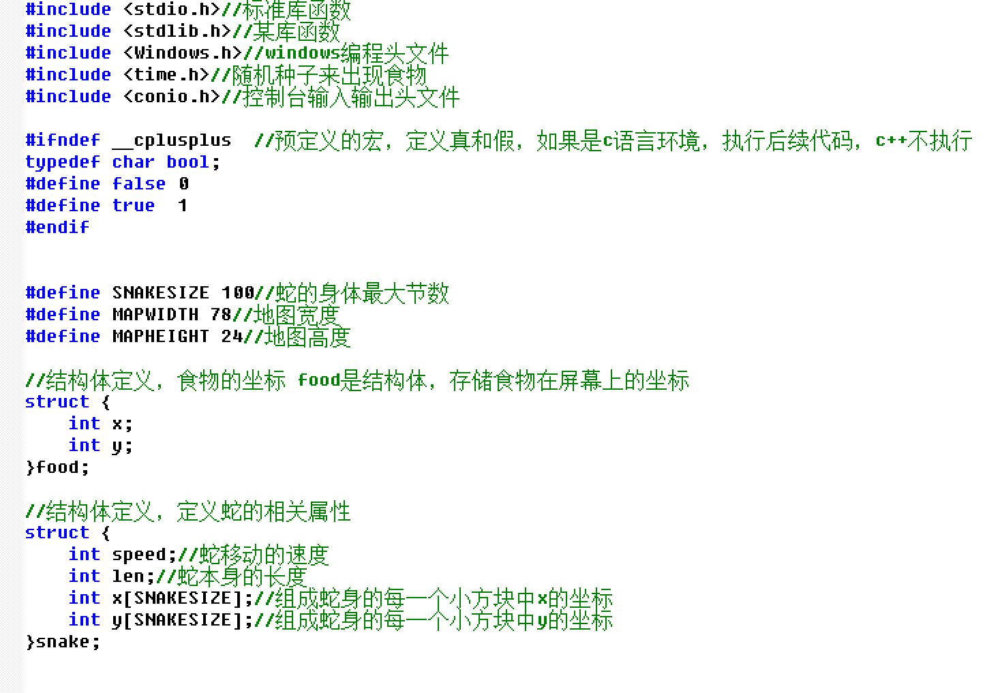 #include <stdio.h>//标准库函数
#include <stdlib.h>//某库函数
#include <Windows.h>//windows编程头文件
#include <time.h>//随机种子来出现食物
#include <conio.h>//控制台输入输出头文件
#ifndef __cplusplus  //预定义的宏，定义真和假，如果是c语言环境，执行后续代码，c++不执行
typedef char bool;
#define false 0
#define true  1
#endif
#define SNAKESIZE 100//蛇的身体最大节数
#define MAPWIDTH 78//地图宽度
#define MAPHEIGHT 24//地图高度
//结构体定义，食物的坐标 food是结构体，存储食物在屏幕上的坐标
struct {
    int x;
    int y;
}food;
//结构体定义，定义蛇的相关属性
struct {
    int speed;//蛇移动的速度
    int len;//蛇本身的长度
    int x[SNAKESIZE];//组成蛇身的每一个小方块中x的坐标
    int y[SNAKESIZE];//组成蛇身的每一个小方块中y的坐标
}snake;